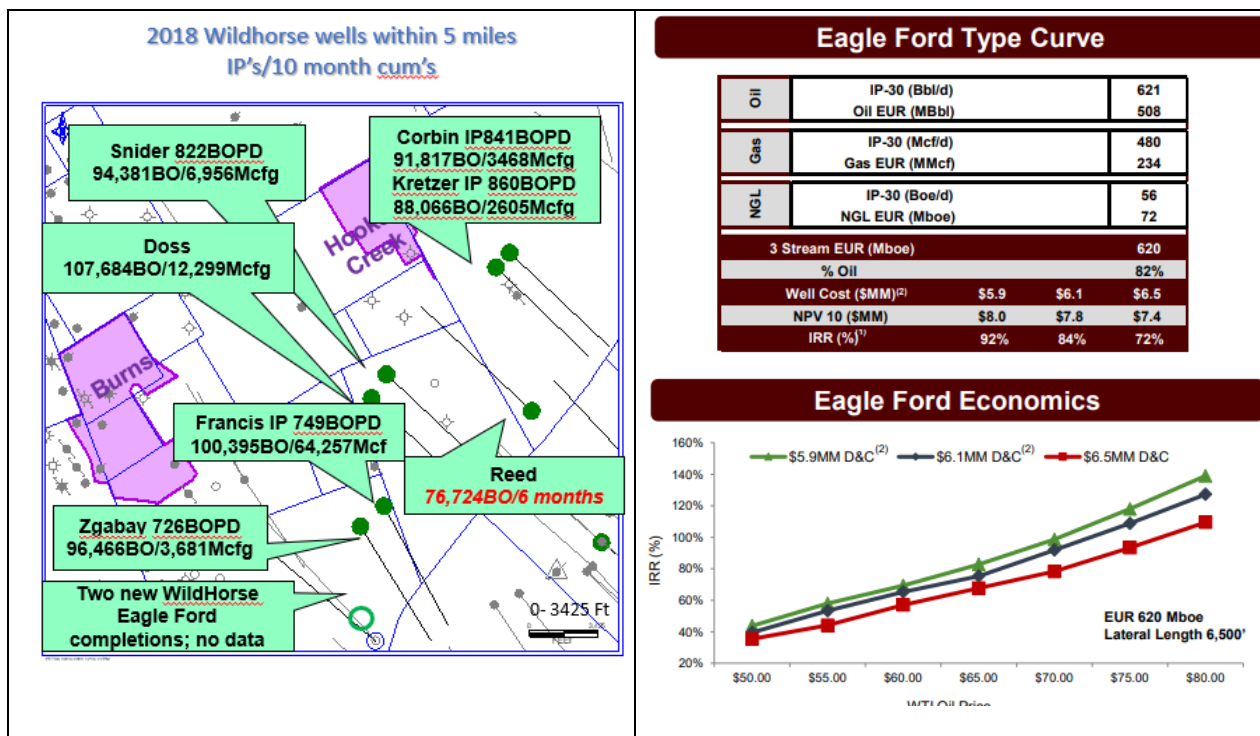 2018 Wildhorse wells within 5 miles
IP's/10 month cum's
Snider 822BOPD
94,381BO/6,956Mcfg
Corbin IP841BOPD
91,817BO/3468Mcfg
Kretzer IP 860BOPD
88,066BO/2605Mcfg
Creek
Doss
107,684BO/12,299Mcfg
Burns
Francis IP 749BOPD
100,395BO/64,257Mcf
Reed
76,724BO/6 months
Zgabay 726BOPD
96,466BO/3,681Mcfg
Two new WildHorse
Eagle Ford
completions; no data
0- 3425 Ft
Eagle Ford Type Curve
Oil
IP-30 (Bbl/d) 621
Oil EUR (MBbl) 508
Gas
IP-30 (Mcf/d) 480
Gas EUR (MMcf) 234
NGL
IP-30 (Boe/d) 56
NGL EUR (Mboe) 72
3 Stream EUR (Mboe) 620
% Oil 82%
Well Cost ($MM)(2) $5.9 $6.1 $6.5
NPV 10 ($MM) $8.0 $7.8 $7.4
IRR (%)(1) 92% 84% 72%
Eagle Ford Economics
160%
140%
120%
100%
80%
60%
40%
20%
IRR (%)
$5.9MM D&C(2) $6.1MM D&C(2) $6.5MM D&C
EUR 620 Mboe
Lateral Length 6,500'
$50.00 $55.00 $60.00 $65.00 $70.00 $75.00 $80.00
WTI Oil Price